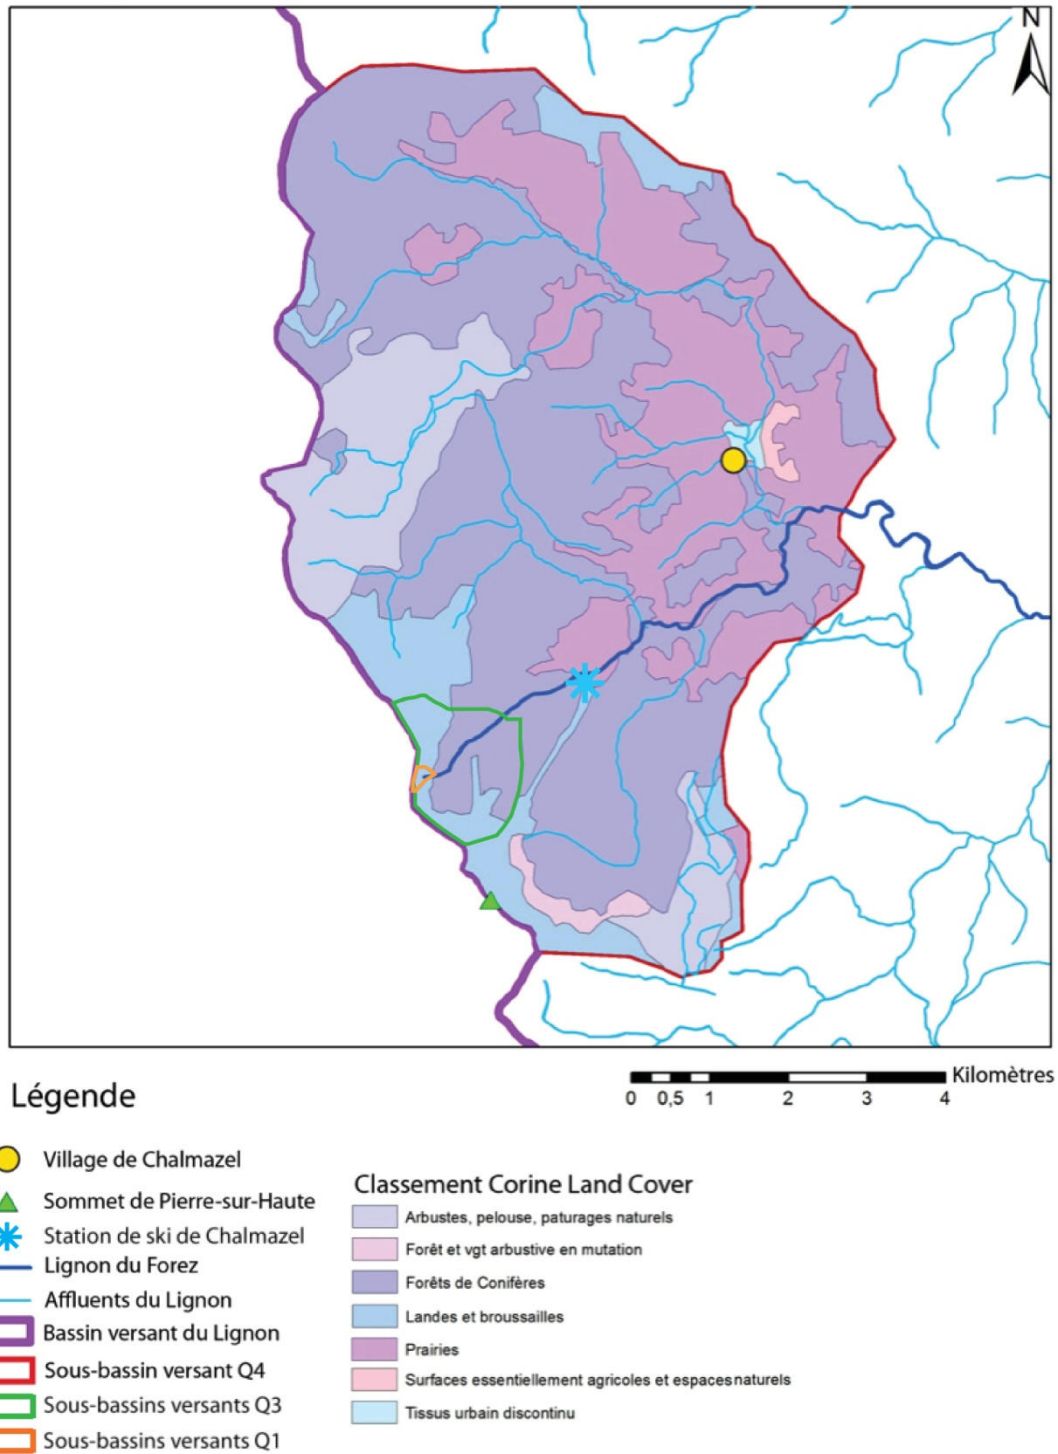 N
Kilomètres
0 0,5 1 2 3 4
Légende
Village de Chalmazel
Sommet de Pierre-sur-Haute
Station de ski de Chalmazel
Lignon du Forez
Affluents du Lignon
Bassin versant du Lignon
Sous-bassin versant Q4
Sous-bassins versants Q3
Sous-bassins versants Q1
Classement Corine Land Cover
Arbustes, pelouse, paturages naturels
Forêt et vgt arbustive en mutation
Forêts de Conifères
Landes et broussailles
Prairies
Surfaces essentiellement agricoles et espaces naturels
Tissus urbain discontinu